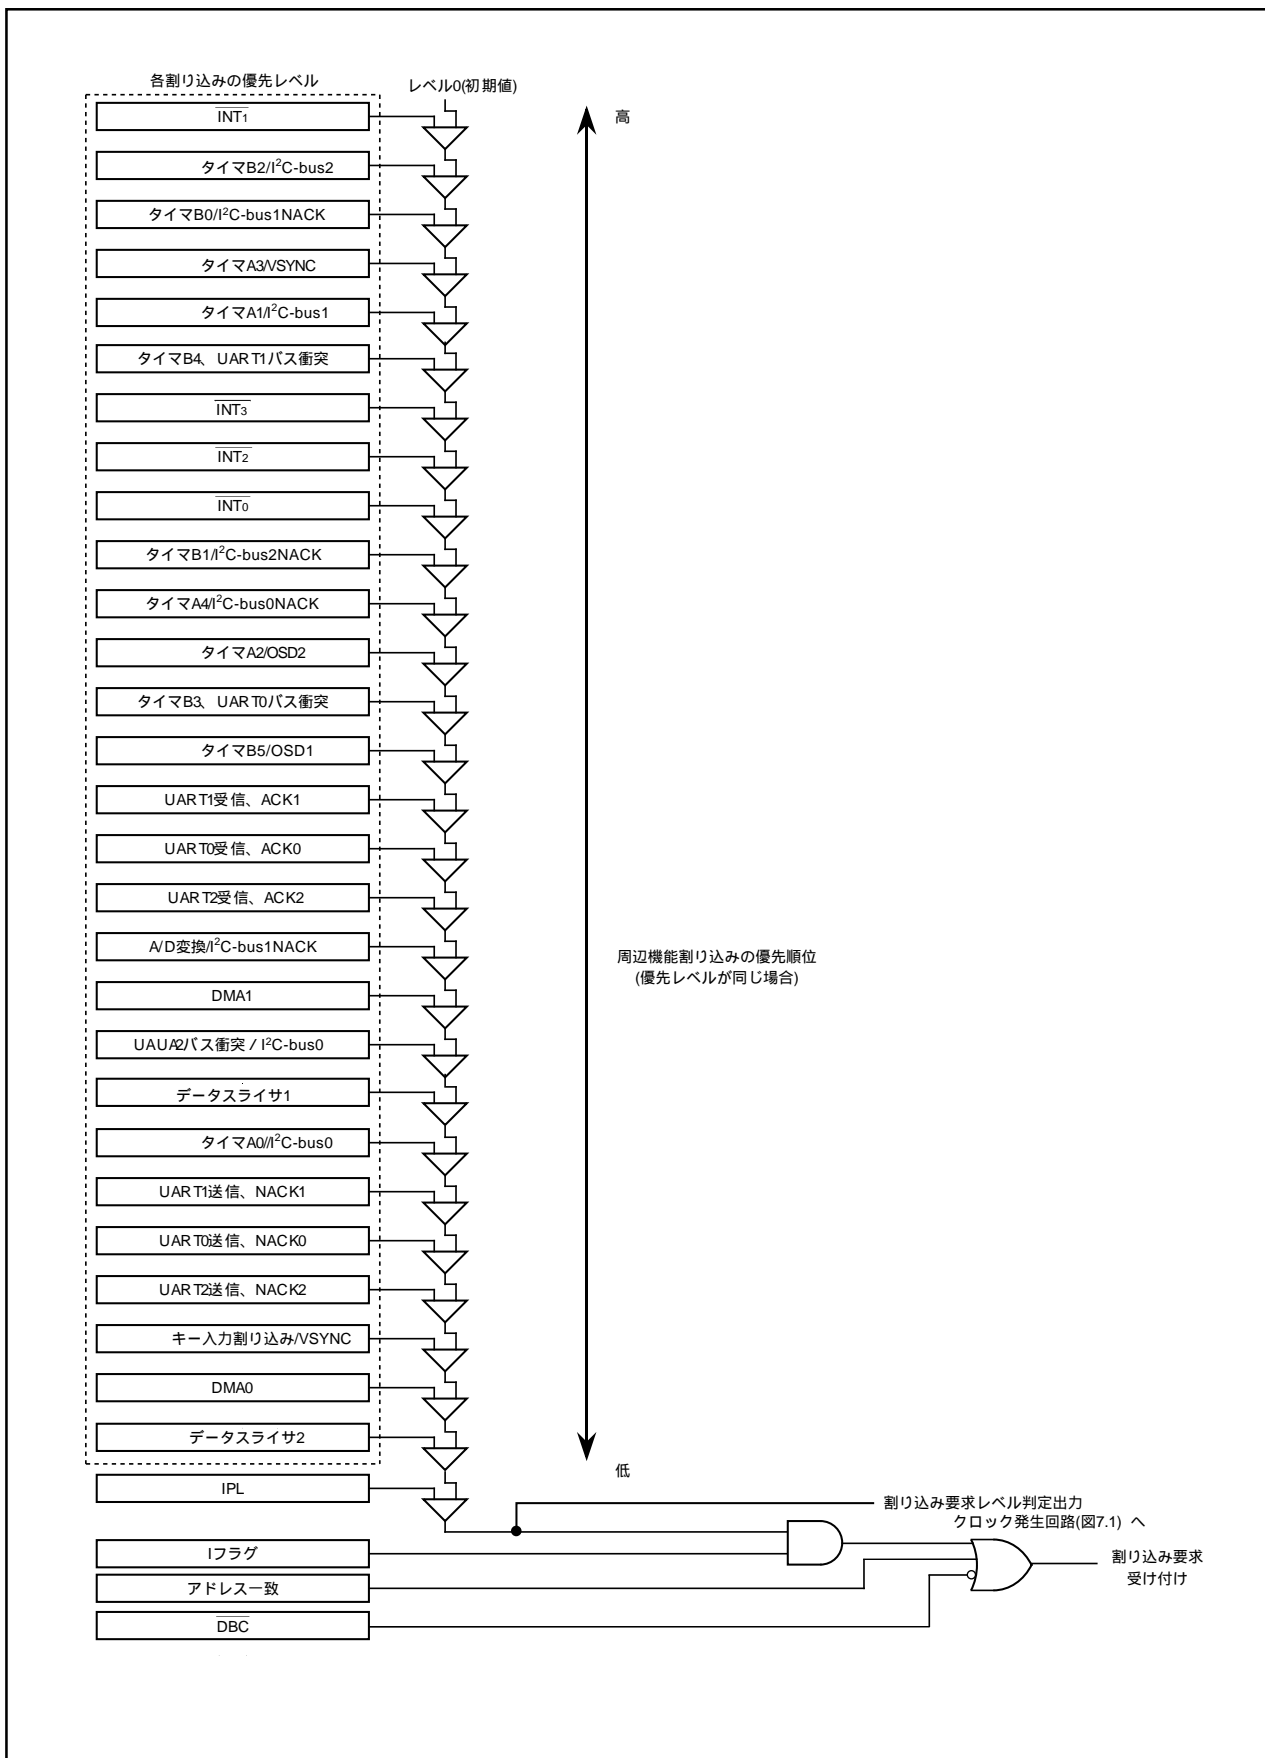 各割り込みの優先レベル
レベル0(初期値)
高
INT1
タイマB2/I²C-bus2
タイマB0/I²C-bus1NACK
タイマA3/VSYNC
タイマA1/I²C-bus1
タイマB4、UART1バス衝突
INT3
INT2
INT0
タイマB1/I²C-bus2NACK
タイマA4/I²C-bus0NACK
タイマA2/OSD2
タイマB3、UART0バス衝突
タイマB5/OSD1
UART1受信、ACK1
UART0受信、ACK0
UART2受信、ACK2
A/D変換/I²C-bus1NACK
周辺機能割り込みの優先順位
(優先レベルが同じ場合)
DMA1
UAUA2バス衝突 / I²C-bus0
データスライサ1
タイマA0//I²C-bus0
UART1送信、NACK1
UART0送信、NACK0
UART2送信、NACK2
キー入力割り込み/VSYNC
DMA0
データスライサ2
低
IPL
割り込み要求レベル判定出力
クロック発生回路(図7.1) へ
Iフラグ
割り込み要求
受け付け
アドレス一致
DBC